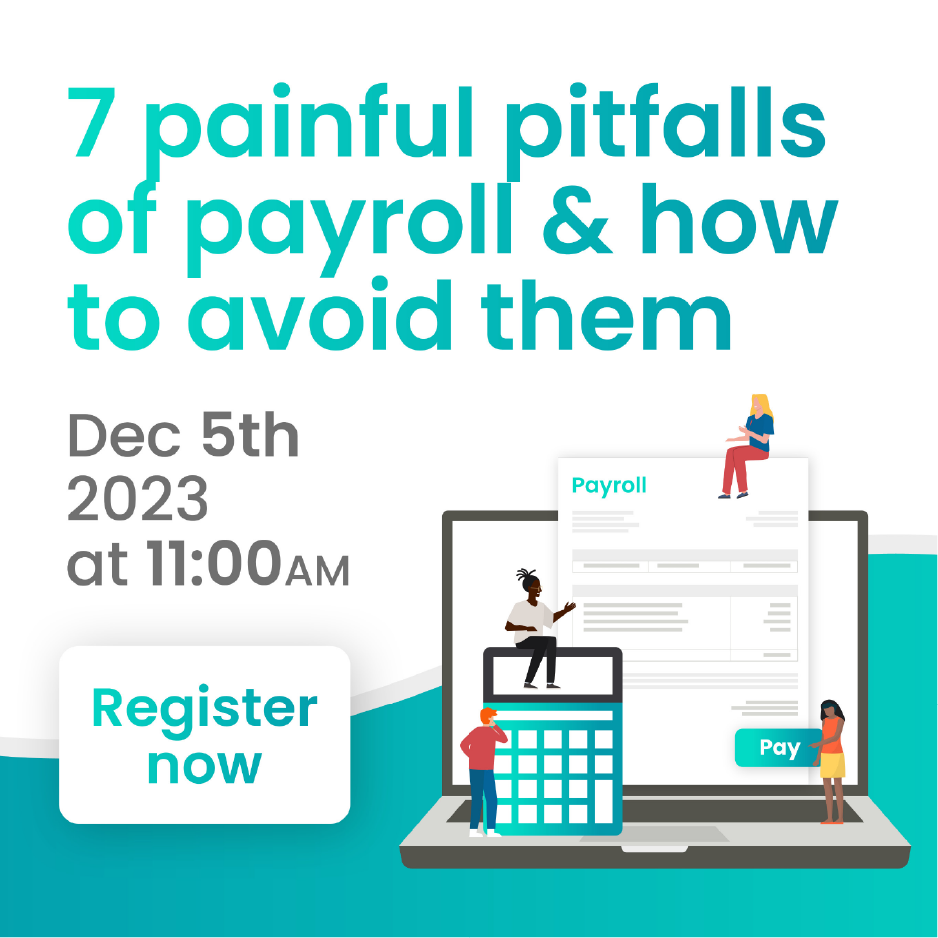 7 painful pitfalls
of payroll & how
to avoid them
Dec 5th
2023
at 11:00AM
Register
now
Payroll
Pay